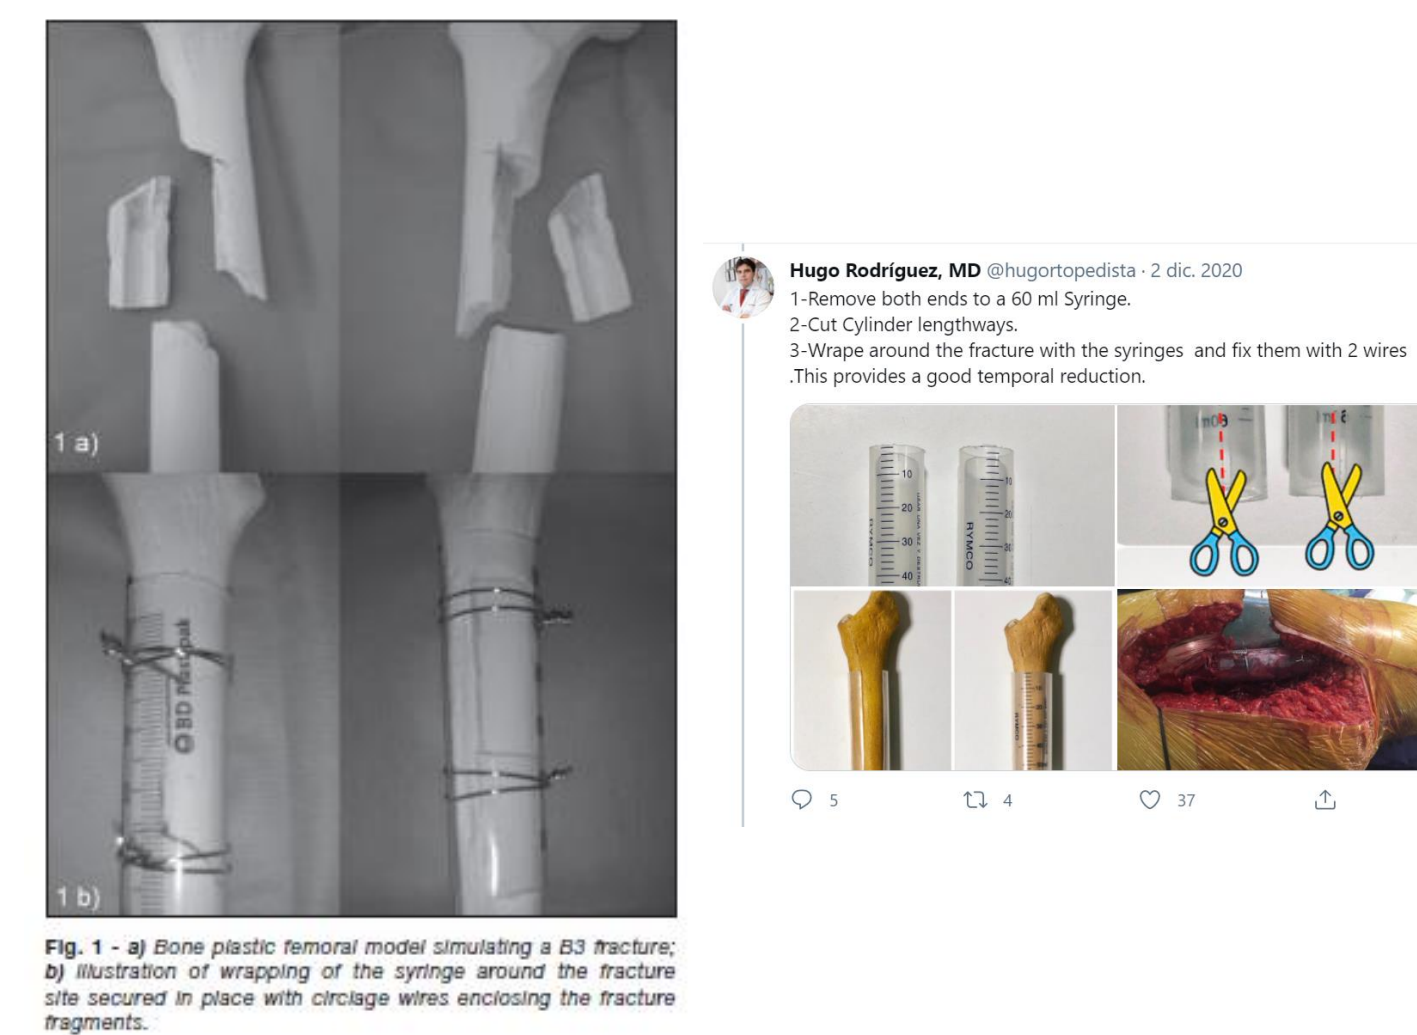 1 a)
BD Plastipak
1 b)
Fig. 1 - a) Bone plastic femoral model simulating a B3 fracture;
b) Illustration of wrapping of the syringe around the fracture
site secured in place with circlage wires enclosing the fracture
fragments.
Hugo Rodríguez, MD @hugortopedista · 2 dic. 2020
1-Remove both ends to a 60 ml Syringe.
2-Cut Cylinder lengthways.
3-Wrape around the fracture with the syringes and fix them with 2 wires
.This provides a good temporal reduction.
10
20
30
40
RYMCO
10
20
30
RYMCO
RYMCO
5
4
37